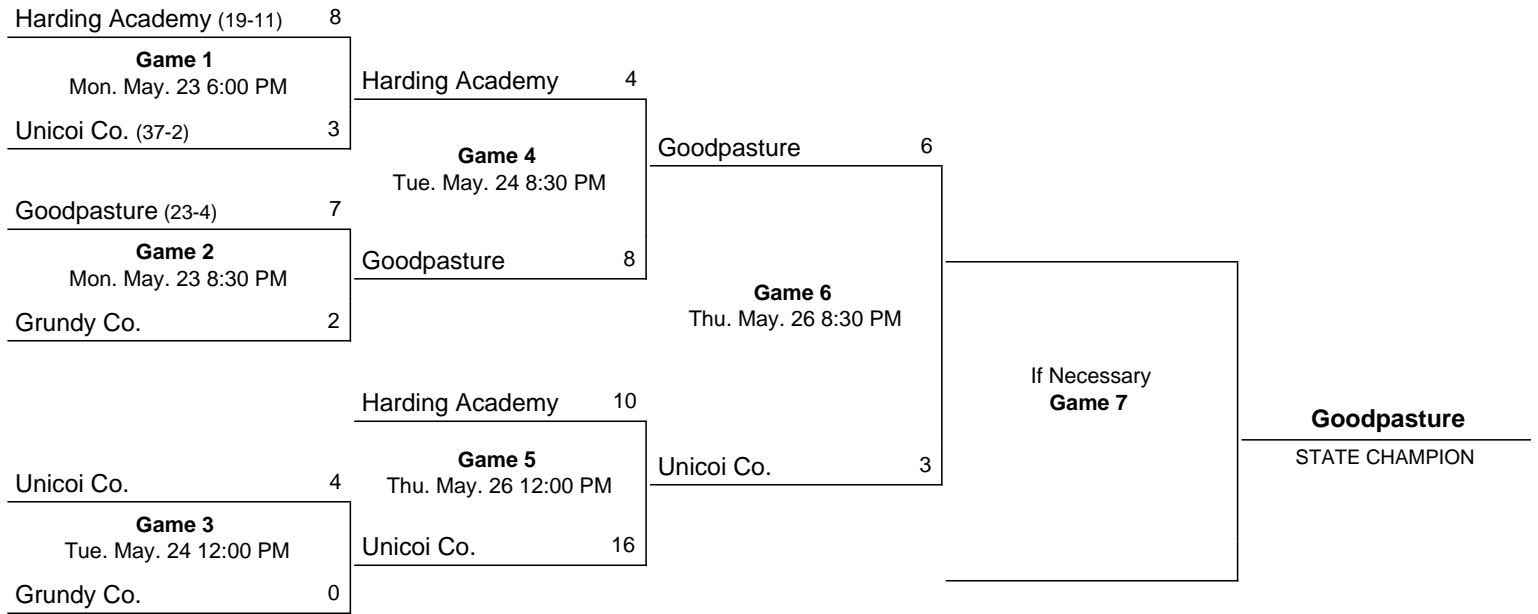 Harding Academy (19-11) 8
Game 1
Mon. May. 23 6:00 PM
Unicoi Co. (37-2) 3
Goodpasture (23-4) 7
Game 2
Mon. May. 23 8:30 PM
Grundy Co. 2
Unicoi Co. 4
Game 3
Tue. May. 24 12:00 PM
Grundy Co. 0
Harding Academy 4
Game 4
Tue. May. 24 8:30 PM
Goodpasture 8
Harding Academy 10
Game 5
Thu. May. 26 12:00 PM
Unicoi Co. 16
Goodpasture 6
Game 6
Thu. May. 26 8:30 PM
Unicoi Co. 3
If Necessary
Game 7
Goodpasture
STATE CHAMPION